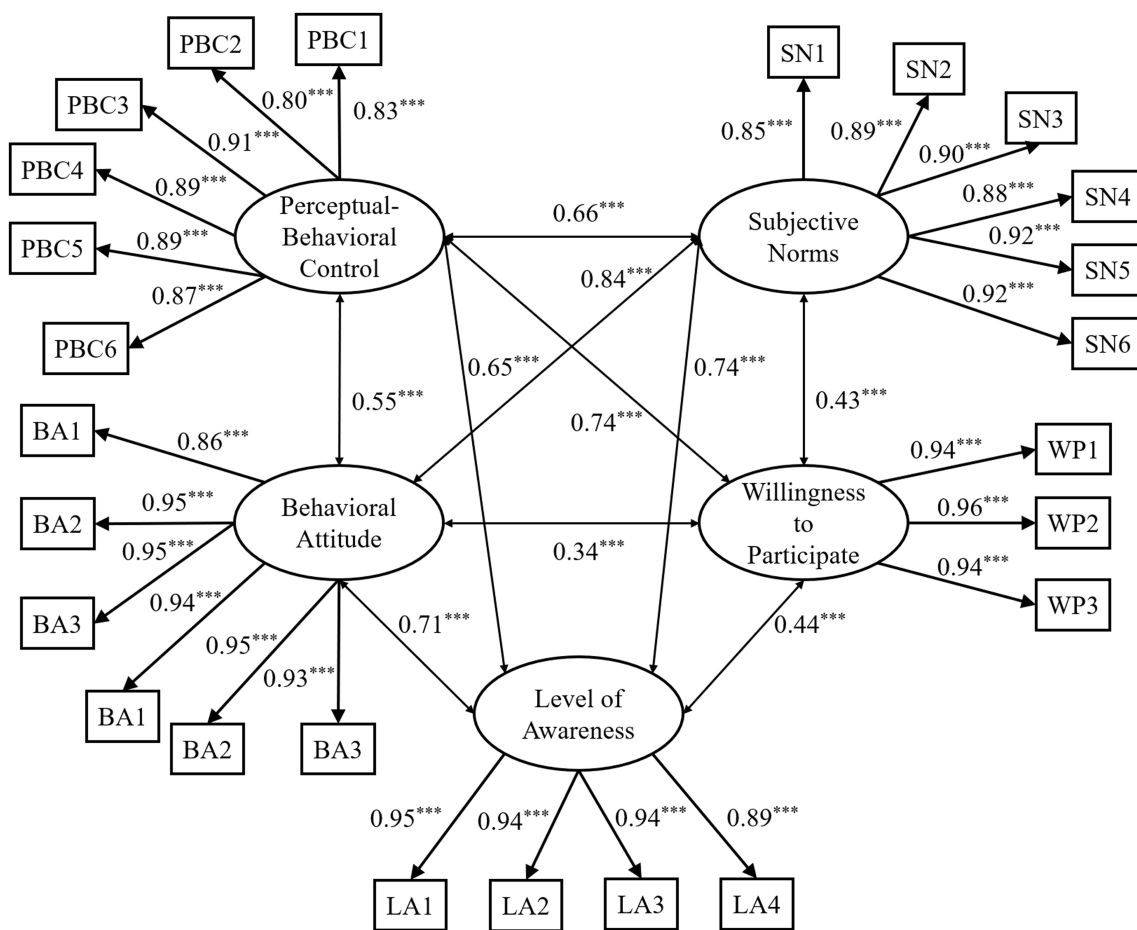 PBC2
PBC1
SN1
SN2
PBC3
SN3
0.80***
0.83***
0.85***
0.89***
0.91***
0.90***
PBC4
0.89***
0.88***
SN4
Perceptual-
Behavioral
Control
0.66***
Subjective
Norms
PBC5
0.89***
0.92***
SN5
0.87***
0.84***
0.92***
PBC6
SN6
0.65***
0.74***
0.55***
0.74***
0.43***
BA1
0.86***
0.94***
WP1
BA2
0.95***
Behavioral
Attitude
Willingness
to
Participate
0.96***
WP2
0.95***
0.34***
0.94***
BA3
0.94***
WP3
0.95***
0.71***
0.44***
0.93***
BA1
BA2
BA3
Level of
Awareness
0.95***
0.94***
0.94***
0.89***
LA1
LA2
LA3
LA4